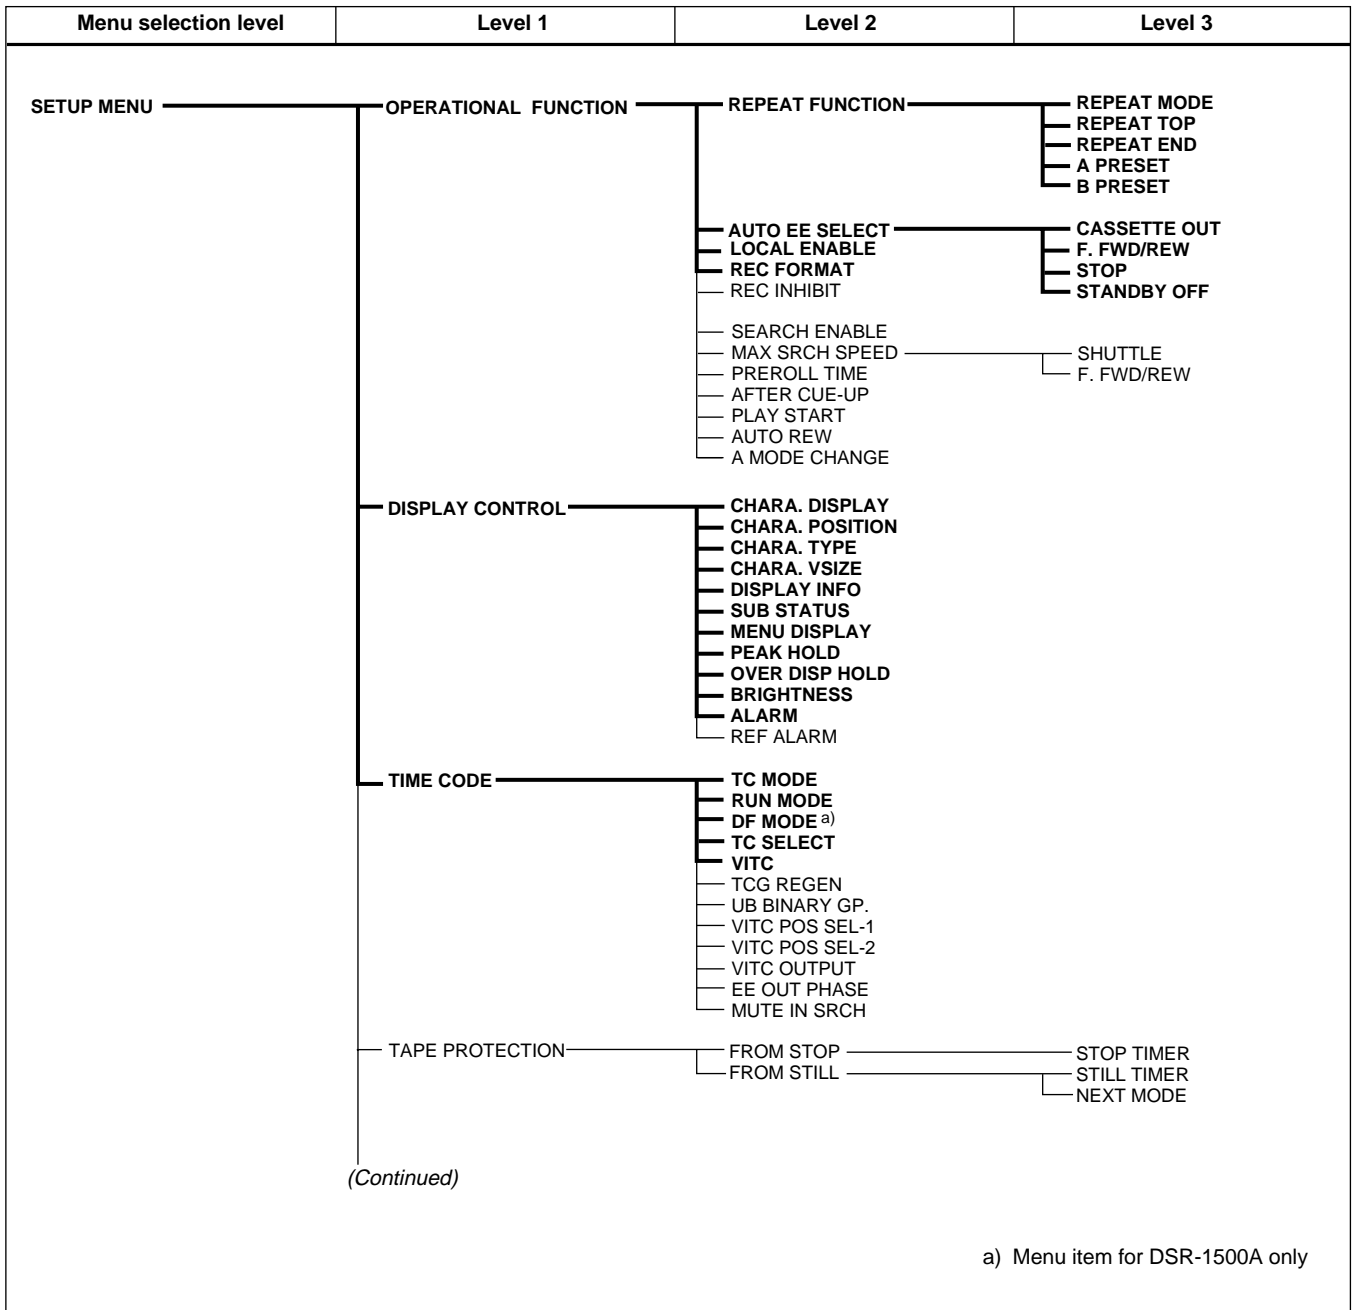 Menu selection level Level 1 Level 2 Level 3
SETUP MENU OPERATIONAL FUNCTION REPEAT FUNCTION REPEAT MODE
REPEAT TOP
REPEAT END
A PRESET
B PRESET
AUTO EE SELECT CASSETTE OUT
LOCAL ENABLE F. FWD/REW
REC FORMAT STOP
REC INHIBIT STANDBY OFF
SEARCH ENABLE
MAX SRCH SPEED SHUTTLE
PREROLL TIME F. FWD/REW
AFTER CUE-UP
PLAY START
AUTO REW
A MODE CHANGE
DISPLAY CONTROL CHARA. DISPLAY
CHARA. POSITION
CHARA. TYPE
CHARA. VSIZE
DISPLAY INFO
SUB STATUS
MENU DISPLAY
PEAK HOLD
OVER DISP HOLD
BRIGHTNESS
ALARM
REF ALARM
TIME CODE TC MODE
RUN MODE
DF MODE a)
TC SELECT
VITC
TCG REGEN
UB BINARY GP.
VITC POS SEL-1
VITC POS SEL-2
VITC OUTPUT
EE OUT PHASE
MUTE IN SRCH
TAPE PROTECTION FROM STOP STOP TIMER
FROM STILL STILL TIMER
NEXT MODE
(Continued)
a) Menu item for DSR-1500A only